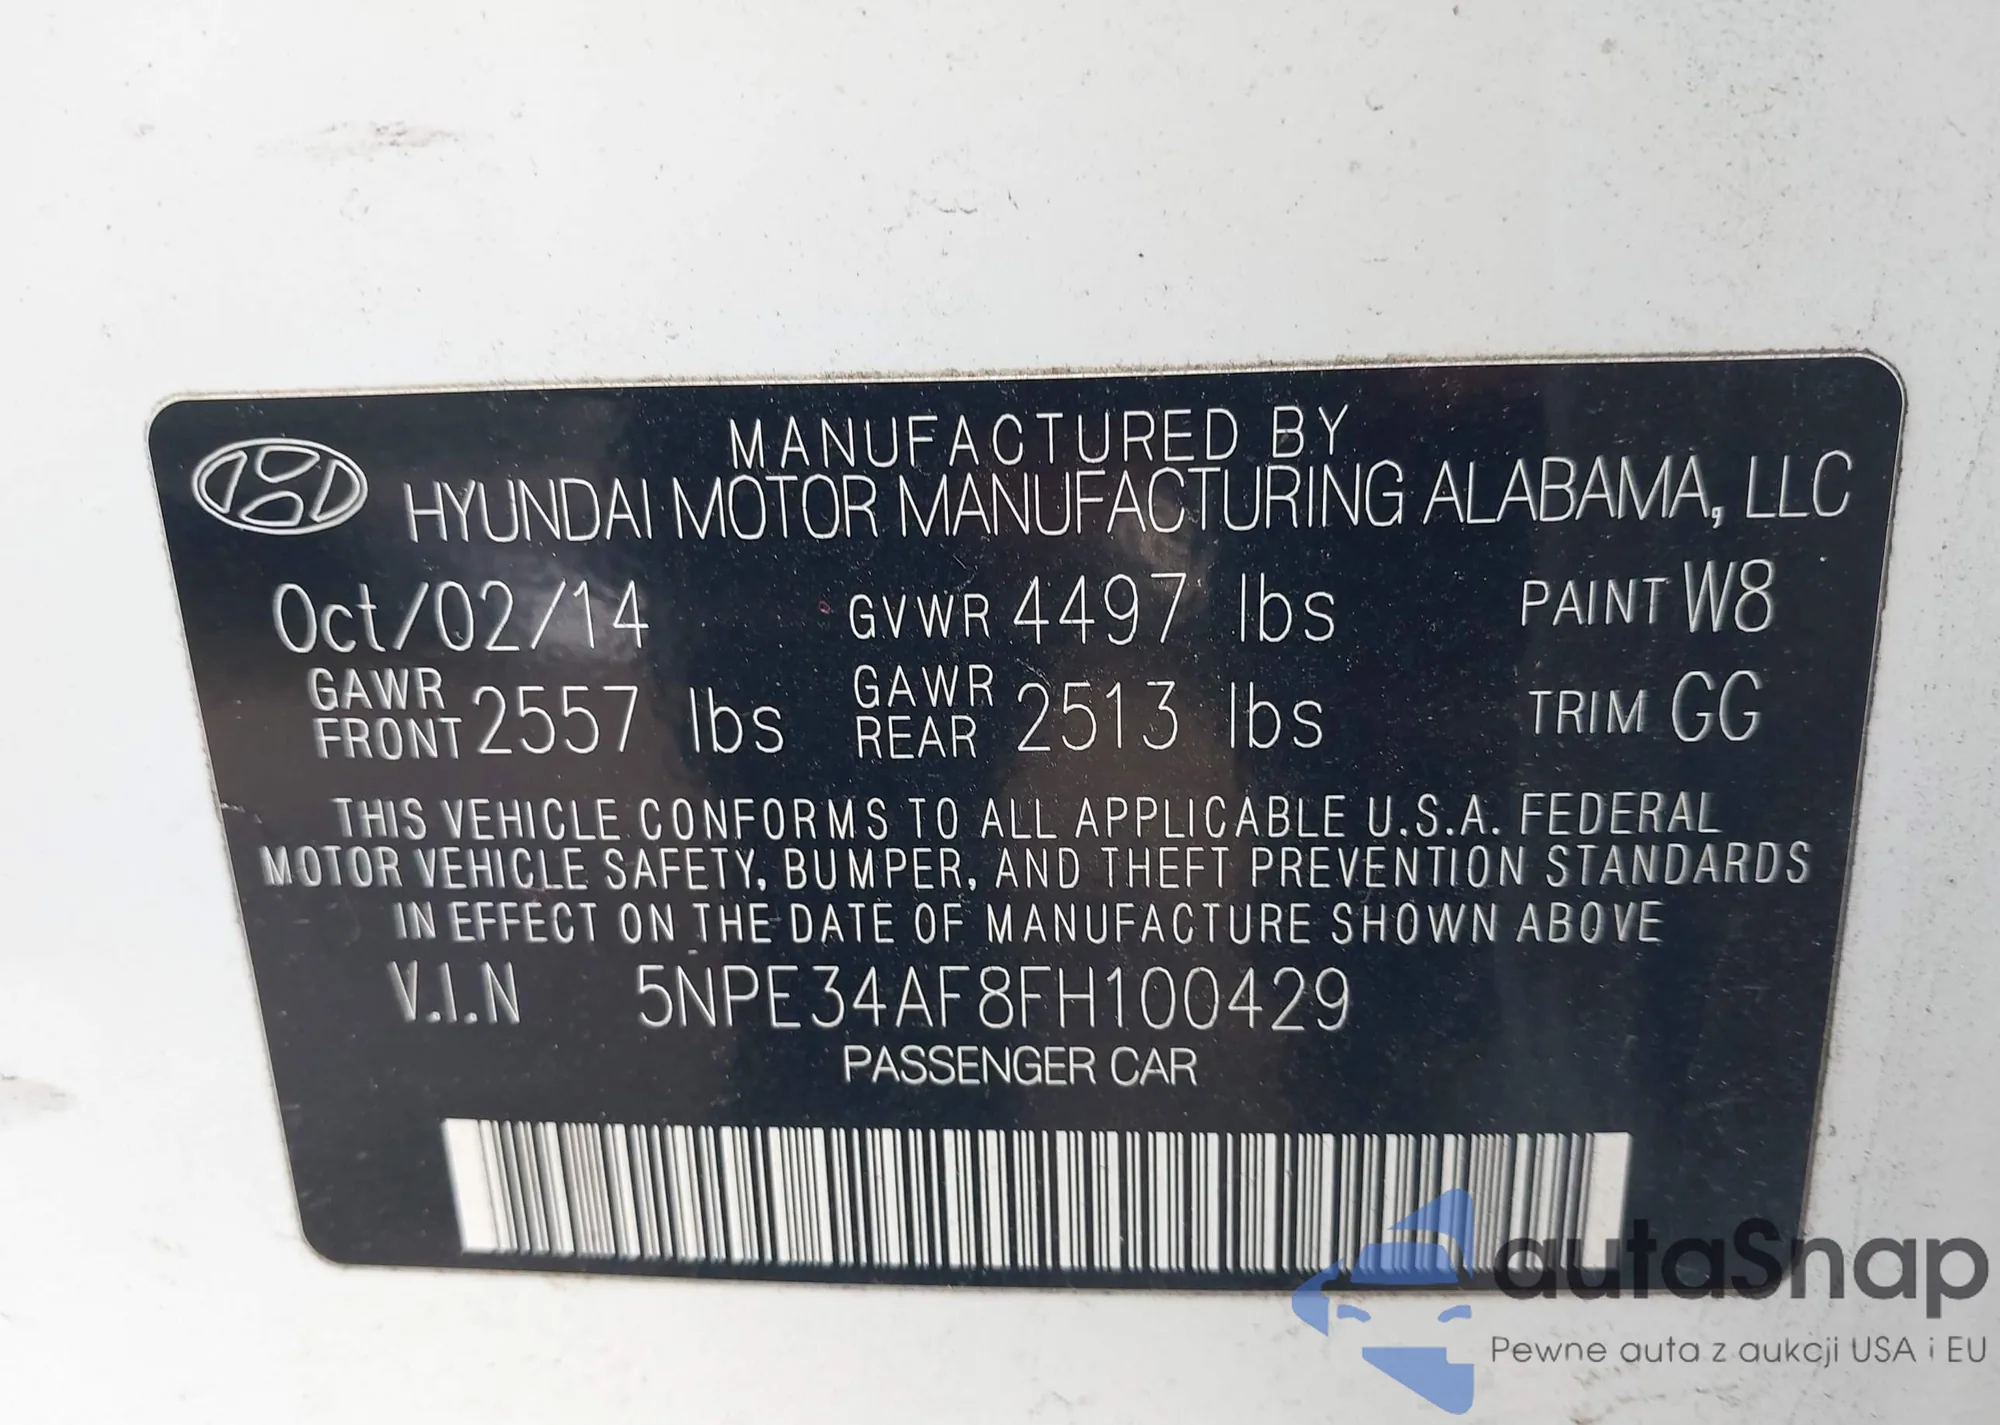 MANUFACTURED BY
HYUNDAI MOTOR MANUFACTURING ALABAMA, LLC
Oct/02/14 GVWR 4497 lbs PAINT W8
GAWR FRONT 2557 lbs GAWR REAR 2513 lbs TRIM GG
THIS VEHICLE CONFORMS TO ALL APPLICABLE U.S.A. FEDERAL
MOTOR VEHICLE SAFETY, BUMPER, AND THEFT PREVENTION STANDARDS
IN EFFECT ON THE DATE OF MANUFACTURE SHOWN ABOVE
V.I.N 5NPE34AF8FH100429
PASSENGER CAR
autaSnap
Pewne auta z aukcji USA i EU